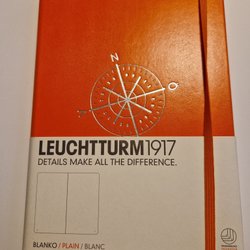 N
LEUCHTTURM1917
DETAILS MAKE ALL THE DIFFERENCE.
BLANKO / PLAIN / BLANC